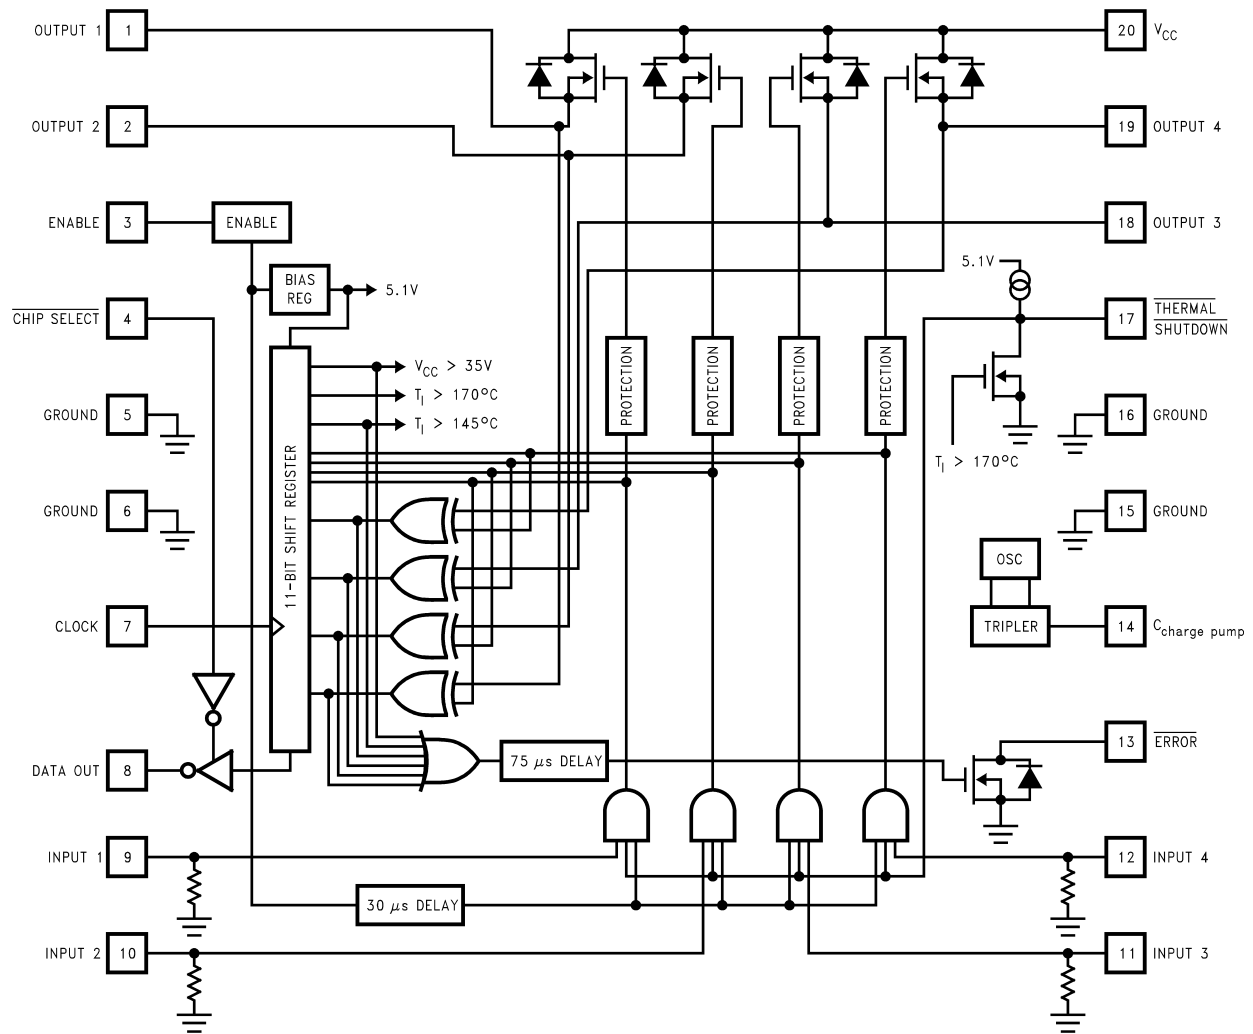 OUTPUT 1
1
20
VCC
OUTPUT 2
2
19
OUTPUT 4
ENABLE
3
ENABLE
18
OUTPUT 3
BIAS
REG
5.1V
5.1V
CHIP SELECT
4
17
THERMAL
SHUTDOWN
VCC > 35V
TI > 170°C
TI > 145°C
PROTECTION
PROTECTION
PROTECTION
PROTECTION
GROUND
5
16
GROUND
TI > 170°C
GROUND
6
15
GROUND
11-BIT SHIFT REGISTER
OSC
CLOCK
7
TRIPLER
14
Ccharge pump
13
ERROR
DATA OUT
8
75 μs DELAY
INPUT 1
9
12
INPUT 4
30 μs DELAY
INPUT 2
10
11
INPUT 3